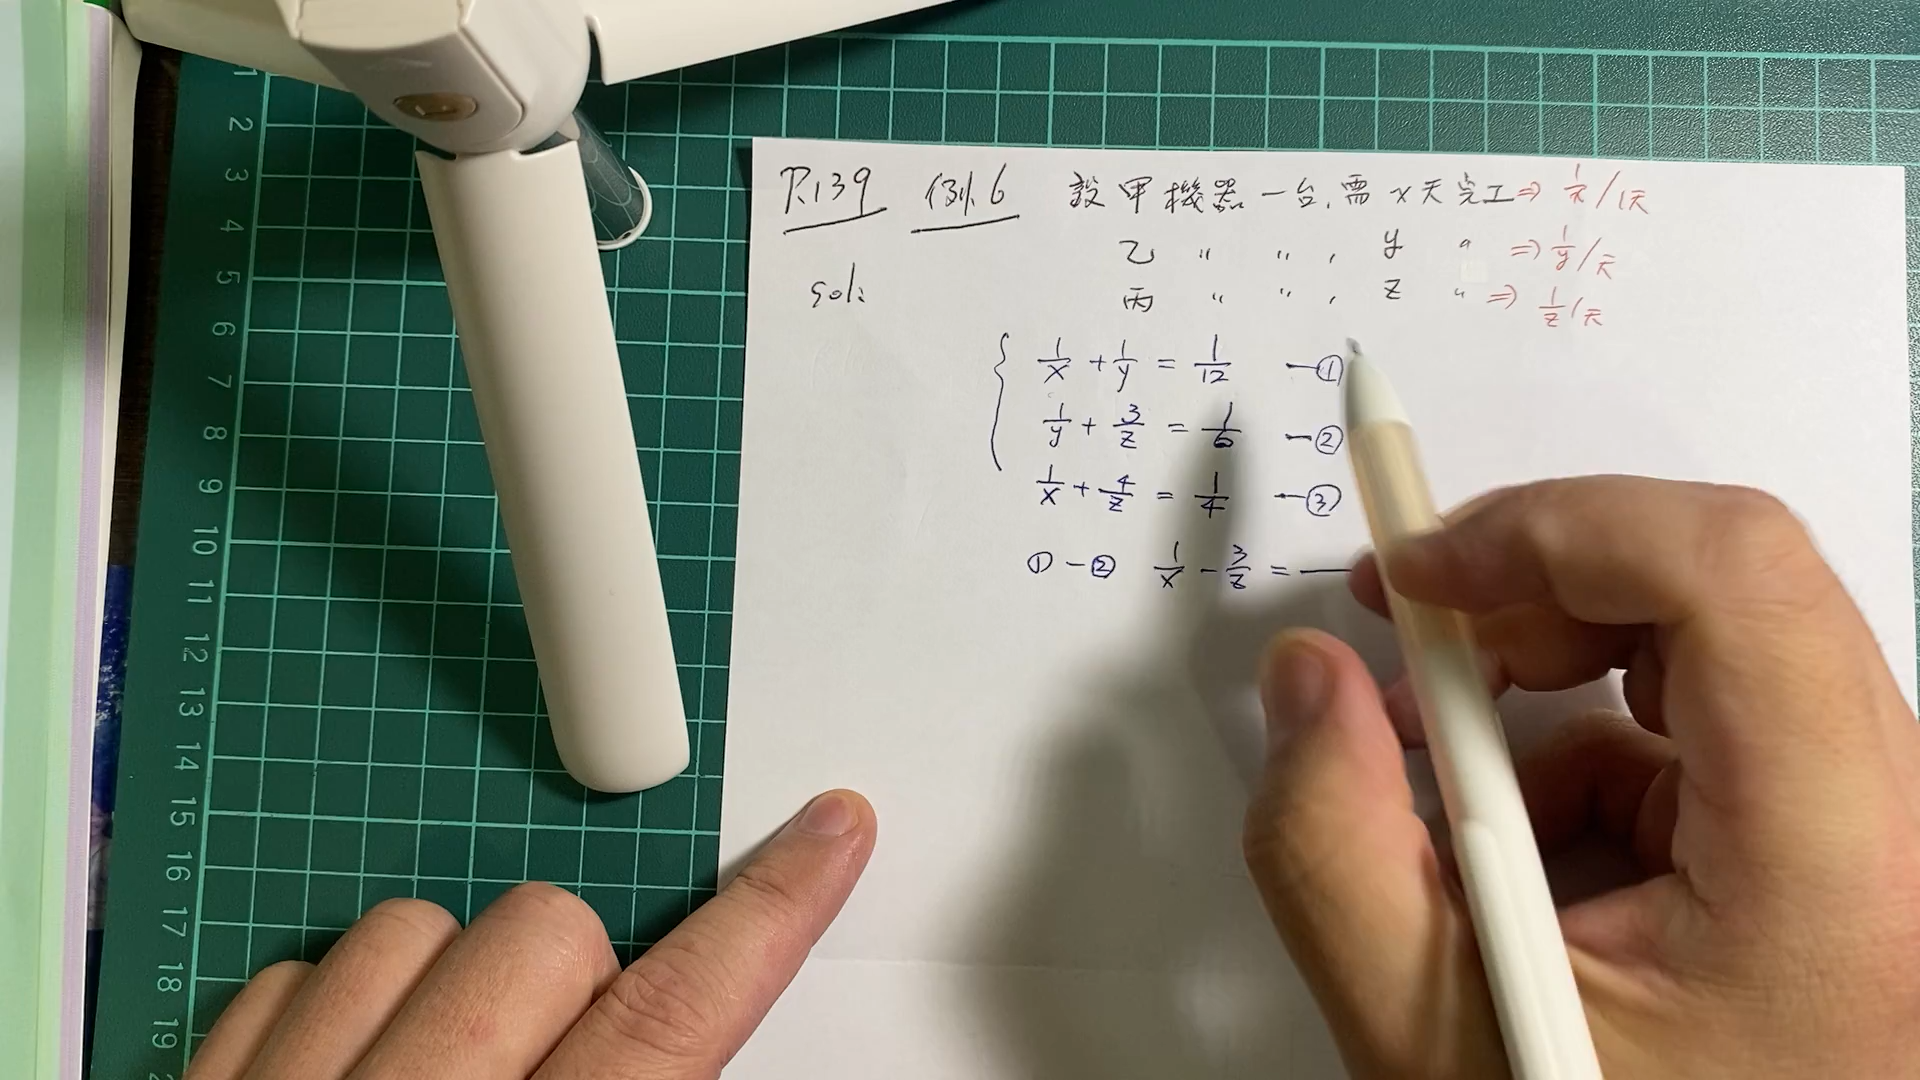 P.139 例6 設甲機器一台,需x天完工⇒ 1/x /1天
乙 〃 〃 , y 〃 ⇒ 1/y /天
sol: 丙 〃 〃 , z 〃 ⇒ 1/z /天
1/x + 1/y = 1/12 —①
1/y + 3/z = 1/6 —②
1/x + 4/z = 1/4 —③
① - ② 1/x - 3/z = —
1
2
3
4
5
6
7
8
9
10
11
12
13
14
15
16
17
18
19